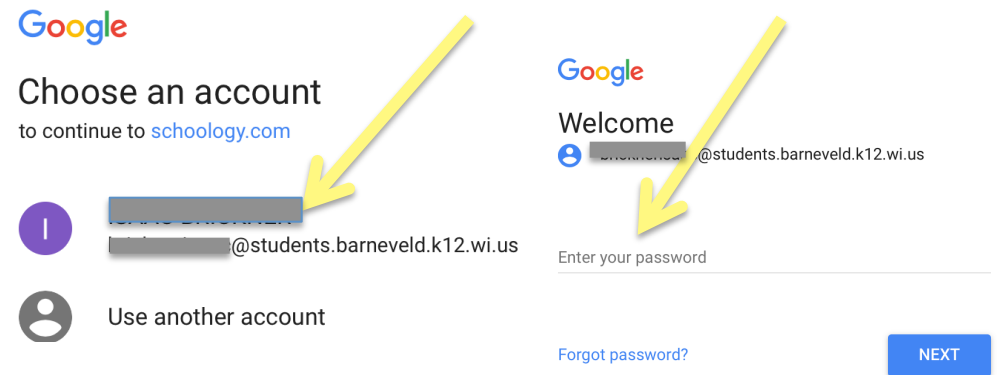 Google
Choose an account
to continue to schoology.com
I
@students.barneveld.k12.wi.us
Use another account
Google
Welcome
@students.barneveld.k12.wi.us
Enter your password
Forgot password?
NEXT